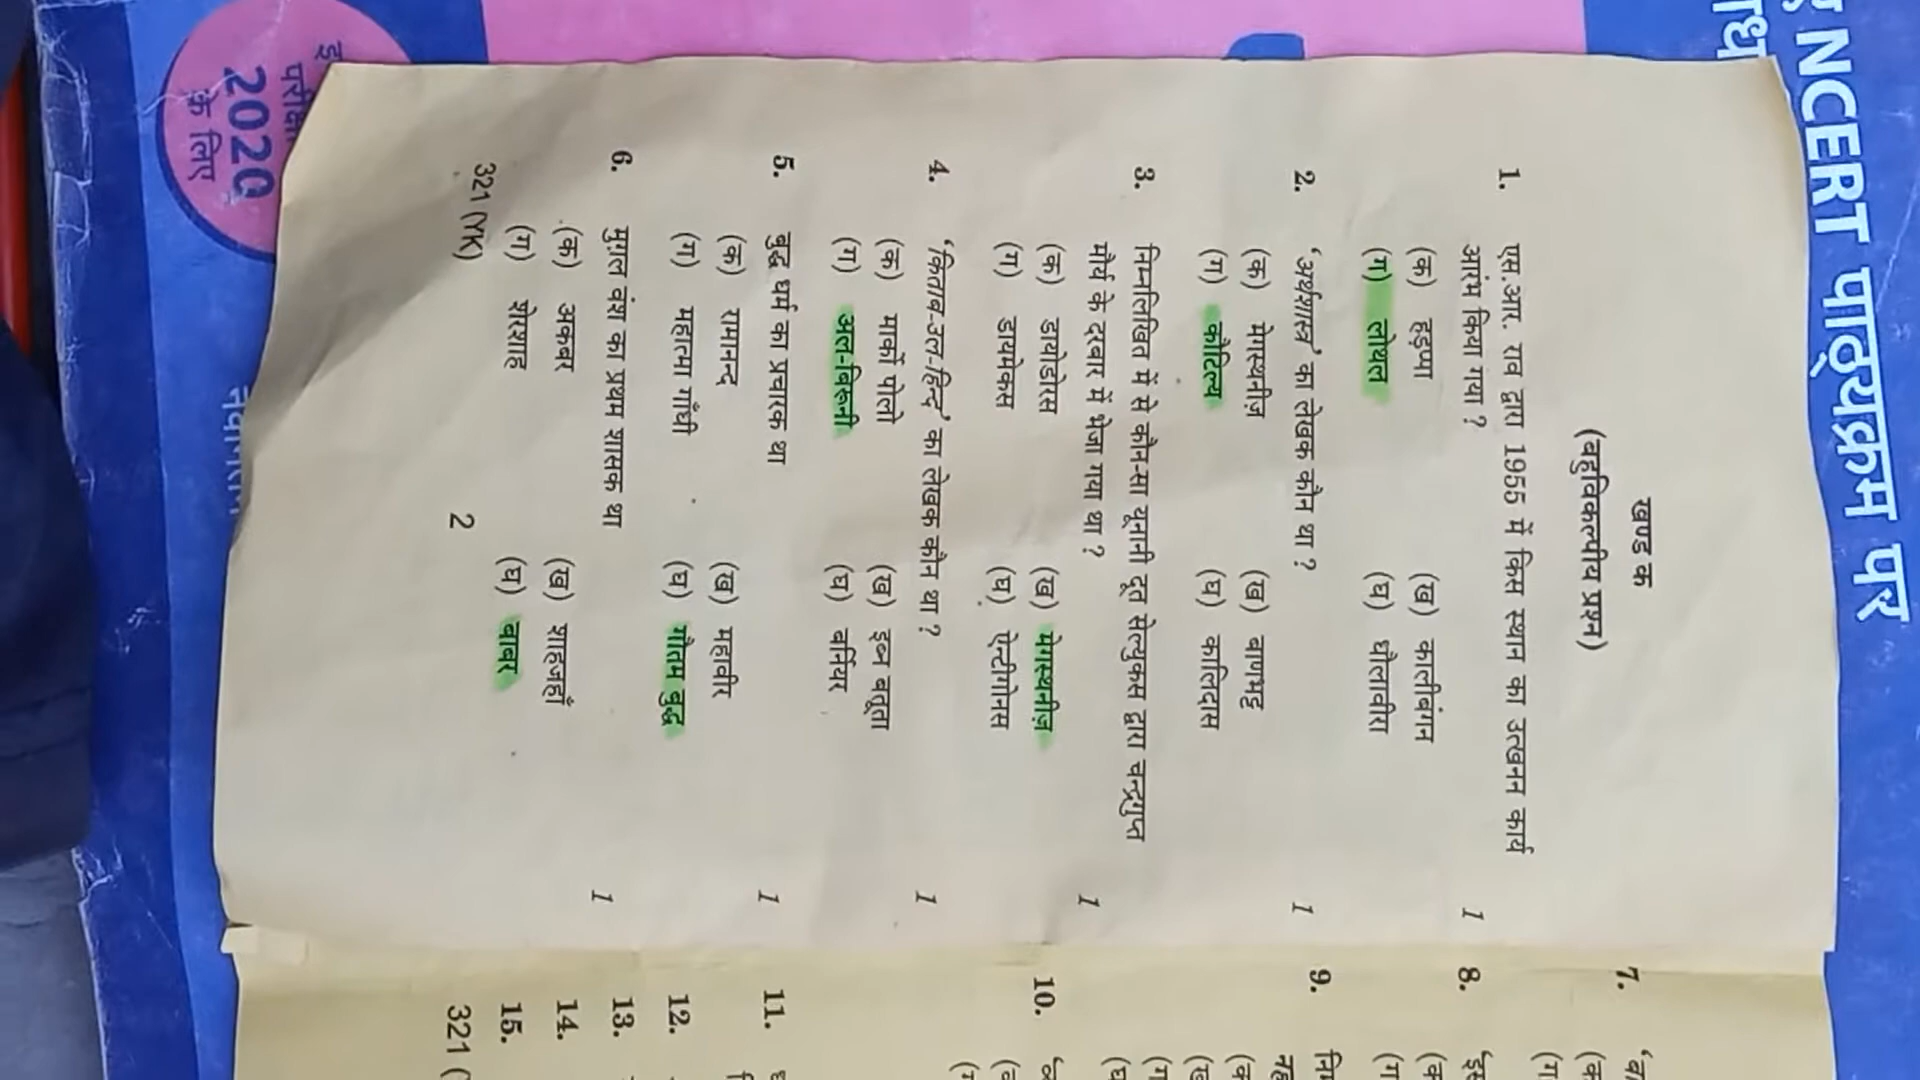 NCERT पाठ्यक्रम पर
परीक्षा
2020
के लिए
खण्ड क
(बहुविकल्पीय प्रश्न)
1. एस.आर. राव द्वारा 1955 में किस स्थान का उत्खनन कार्य
आरंभ किया गया ? 1
(क) हड़प्पा (ख) कालीबंगन
(ग) लोथल (घ) धौलावीरा
2. 'अर्थशास्त्र' का लेखक कौन था ? 1
(क) मेगस्थनीज़ (ख) बाणभट्ट
(ग) कौटिल्य (घ) कालिदास
3. निम्नलिखित में से कौन-सा यूनानी दूत सेल्युकस द्वारा चन्द्रगुप्त
मौर्य के दरबार में भेजा गया था ? 1
(क) डायोडोरस (ख) मेगस्थनीज़
(ग) डायमेकस (घ) ऐन्टीगोनस
4. 'किताब-उल-हिन्द' का लेखक कौन था ? 1
(क) मार्को पोलो (ख) इब्न बतूता
(ग) अल-बिरूनी (घ) बर्नियर
5. बुद्ध धर्म का प्रचारक था 1
(क) रामानन्द (ख) महावीर
(ग) महात्मा गाँधी (घ) गौतम बुद्ध
6. मुग़ल वंश का प्रथम शासक था 1
(क) अकबर (ख) शाहजहाँ
(ग) शेरशाह (घ) बाबर
321 (YK) 2
7.
(क
(ग
8. 'इस
(क
(ग
9. निम
नह
(क
(ख
(ग
(घ
10.
11.
12.
13.
14.
15.
321 (